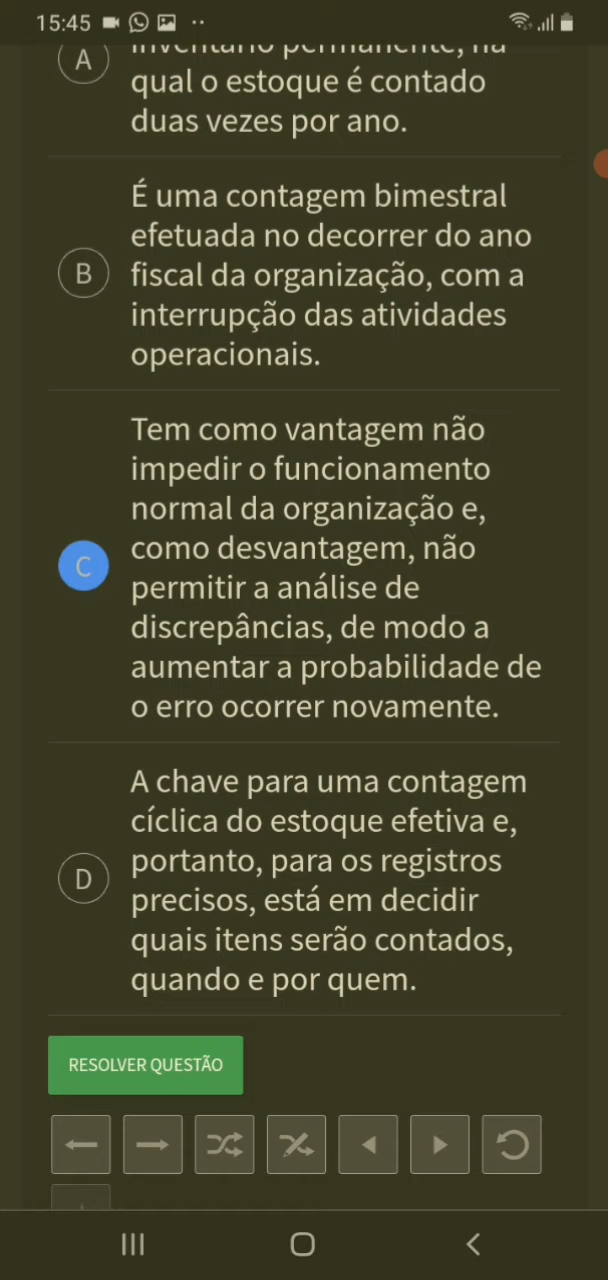 15:45
A
inventário permanente, na
qual o estoque é contado
duas vezes por ano.
B
É uma contagem bimestral
efetuada no decorrer do ano
fiscal da organização, com a
interrupção das atividades
operacionais.
C
Tem como vantagem não
impedir o funcionamento
normal da organização e,
como desvantagem, não
permitir a análise de
discrepâncias, de modo a
aumentar a probabilidade de
o erro ocorrer novamente.
D
A chave para uma contagem
cíclica do estoque efetiva e,
portanto, para os registros
precisos, está em decidir
quais itens serão contados,
quando e por quem.
RESOLVER QUESTÃO